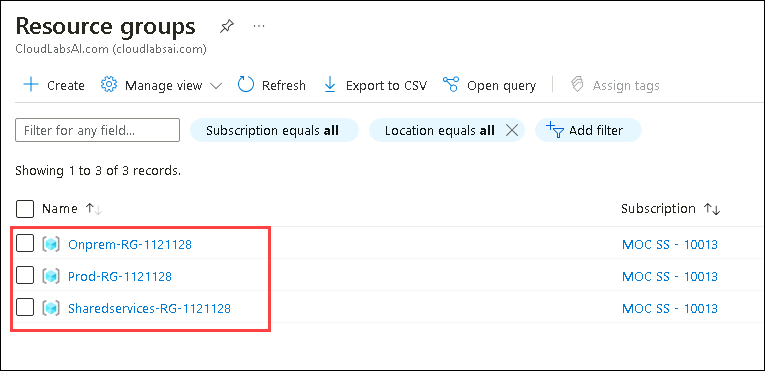 Resource groups ...
CloudLabsAI.com (cloudlabsai.com)
Create Manage view Refresh Export to CSV Open query Assign tags
Filter for any field... Subscription equals all Location equals all Add filter
Showing 1 to 3 of 3 records.
Name Subscription
Onprem-RG-1121128 MOC SS - 10013
Prod-RG-1121128 MOC SS - 10013
Sharedservices-RG-1121128 MOC SS - 10013